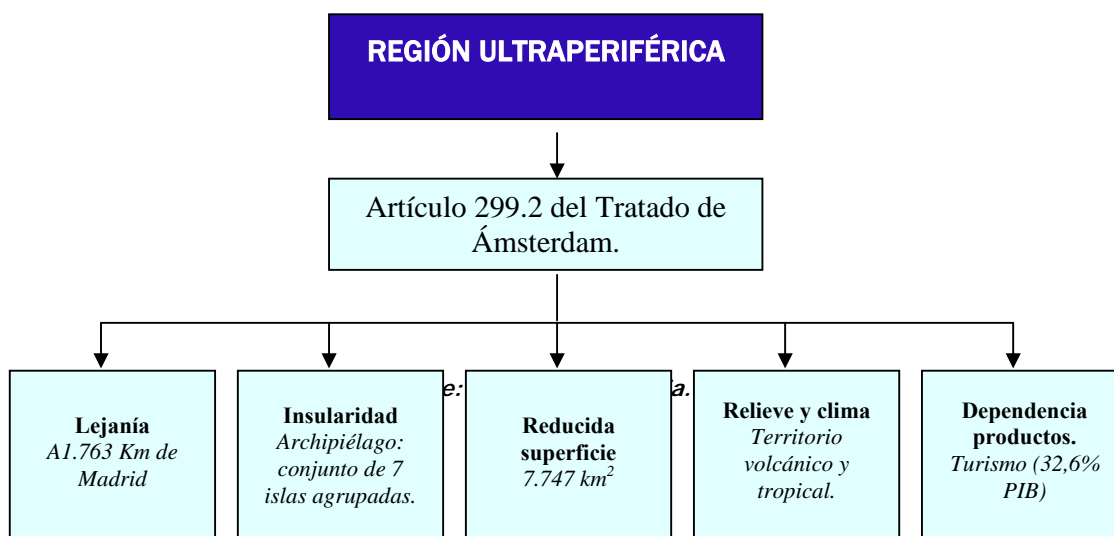 REGIÓN ULTRAPERIFÉRICA
Artículo 299.2 del Tratado de
Ámsterdam.
e:
a.
Lejanía
A1.763 Km de
Madrid
Insularidad
Archipiélago:
conjunto de 7
islas agrupadas.
Reducida
superficie
7.747 km²
Relieve y clima
Territorio
volcánico y
tropical.
Dependencia
productos.
Turismo (32,6%
PIB)